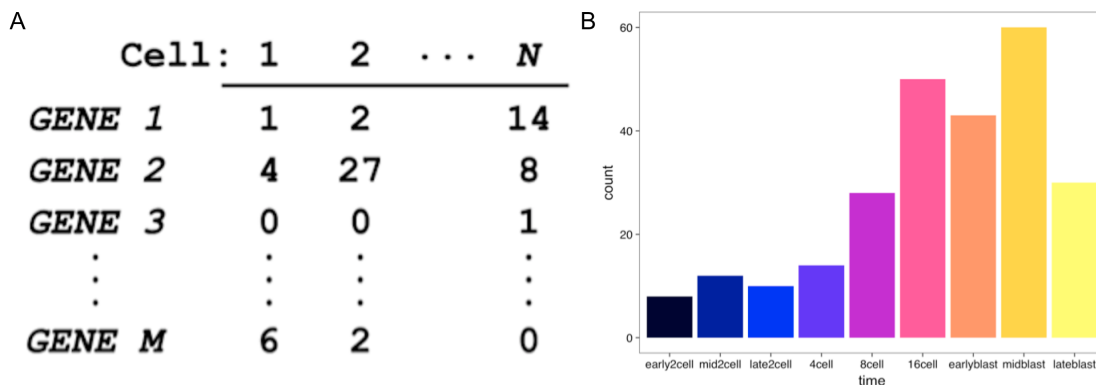 A
Cell: 1 2 ... N
GENE 1 1 2 14
GENE 2 4 27 8
GENE 3 0 0 1
GENE M 6 2 0
B
60
40
20
0
count
early2cell mid2cell late2cell 4cell 8cell 16cell earlyblast midblast lateblast
time